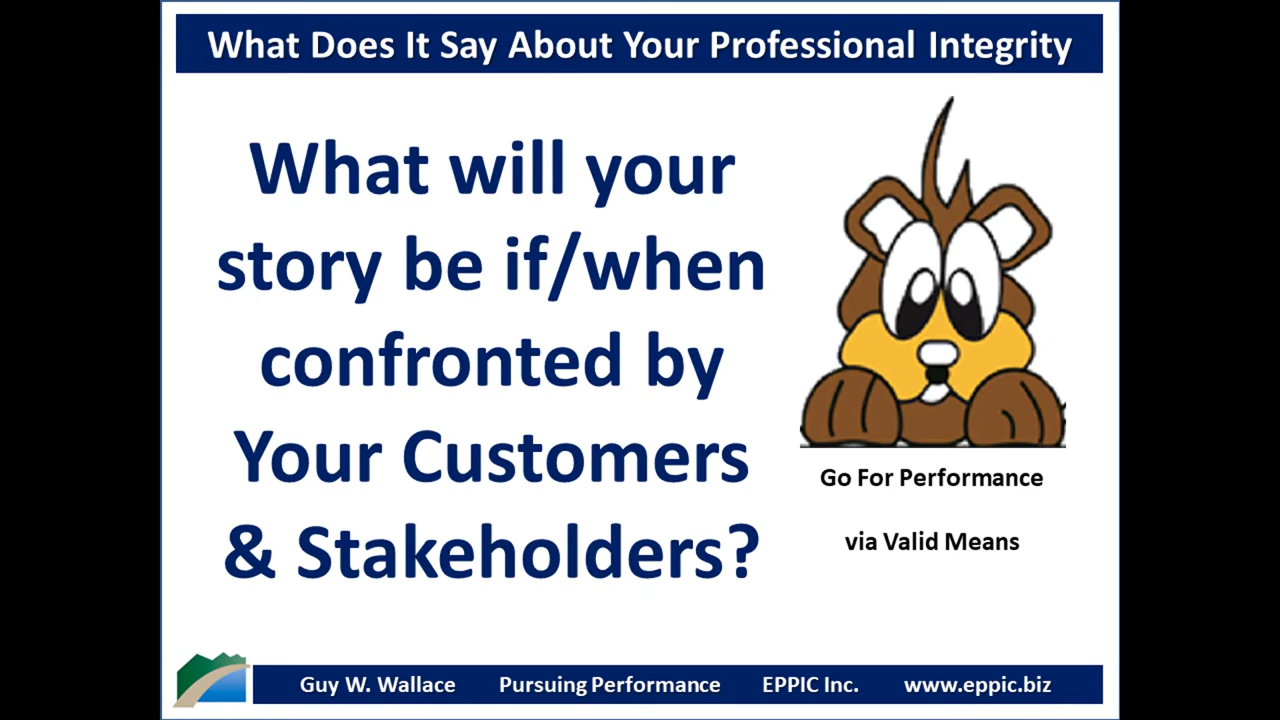 What Does It Say About Your Professional Integrity
What will your
story be if/when
confronted by
Your Customers
& Stakeholders?
Go For Performance
via Valid Means
Guy W. Wallace Pursuing Performance EPPIC Inc. www.eppic.biz